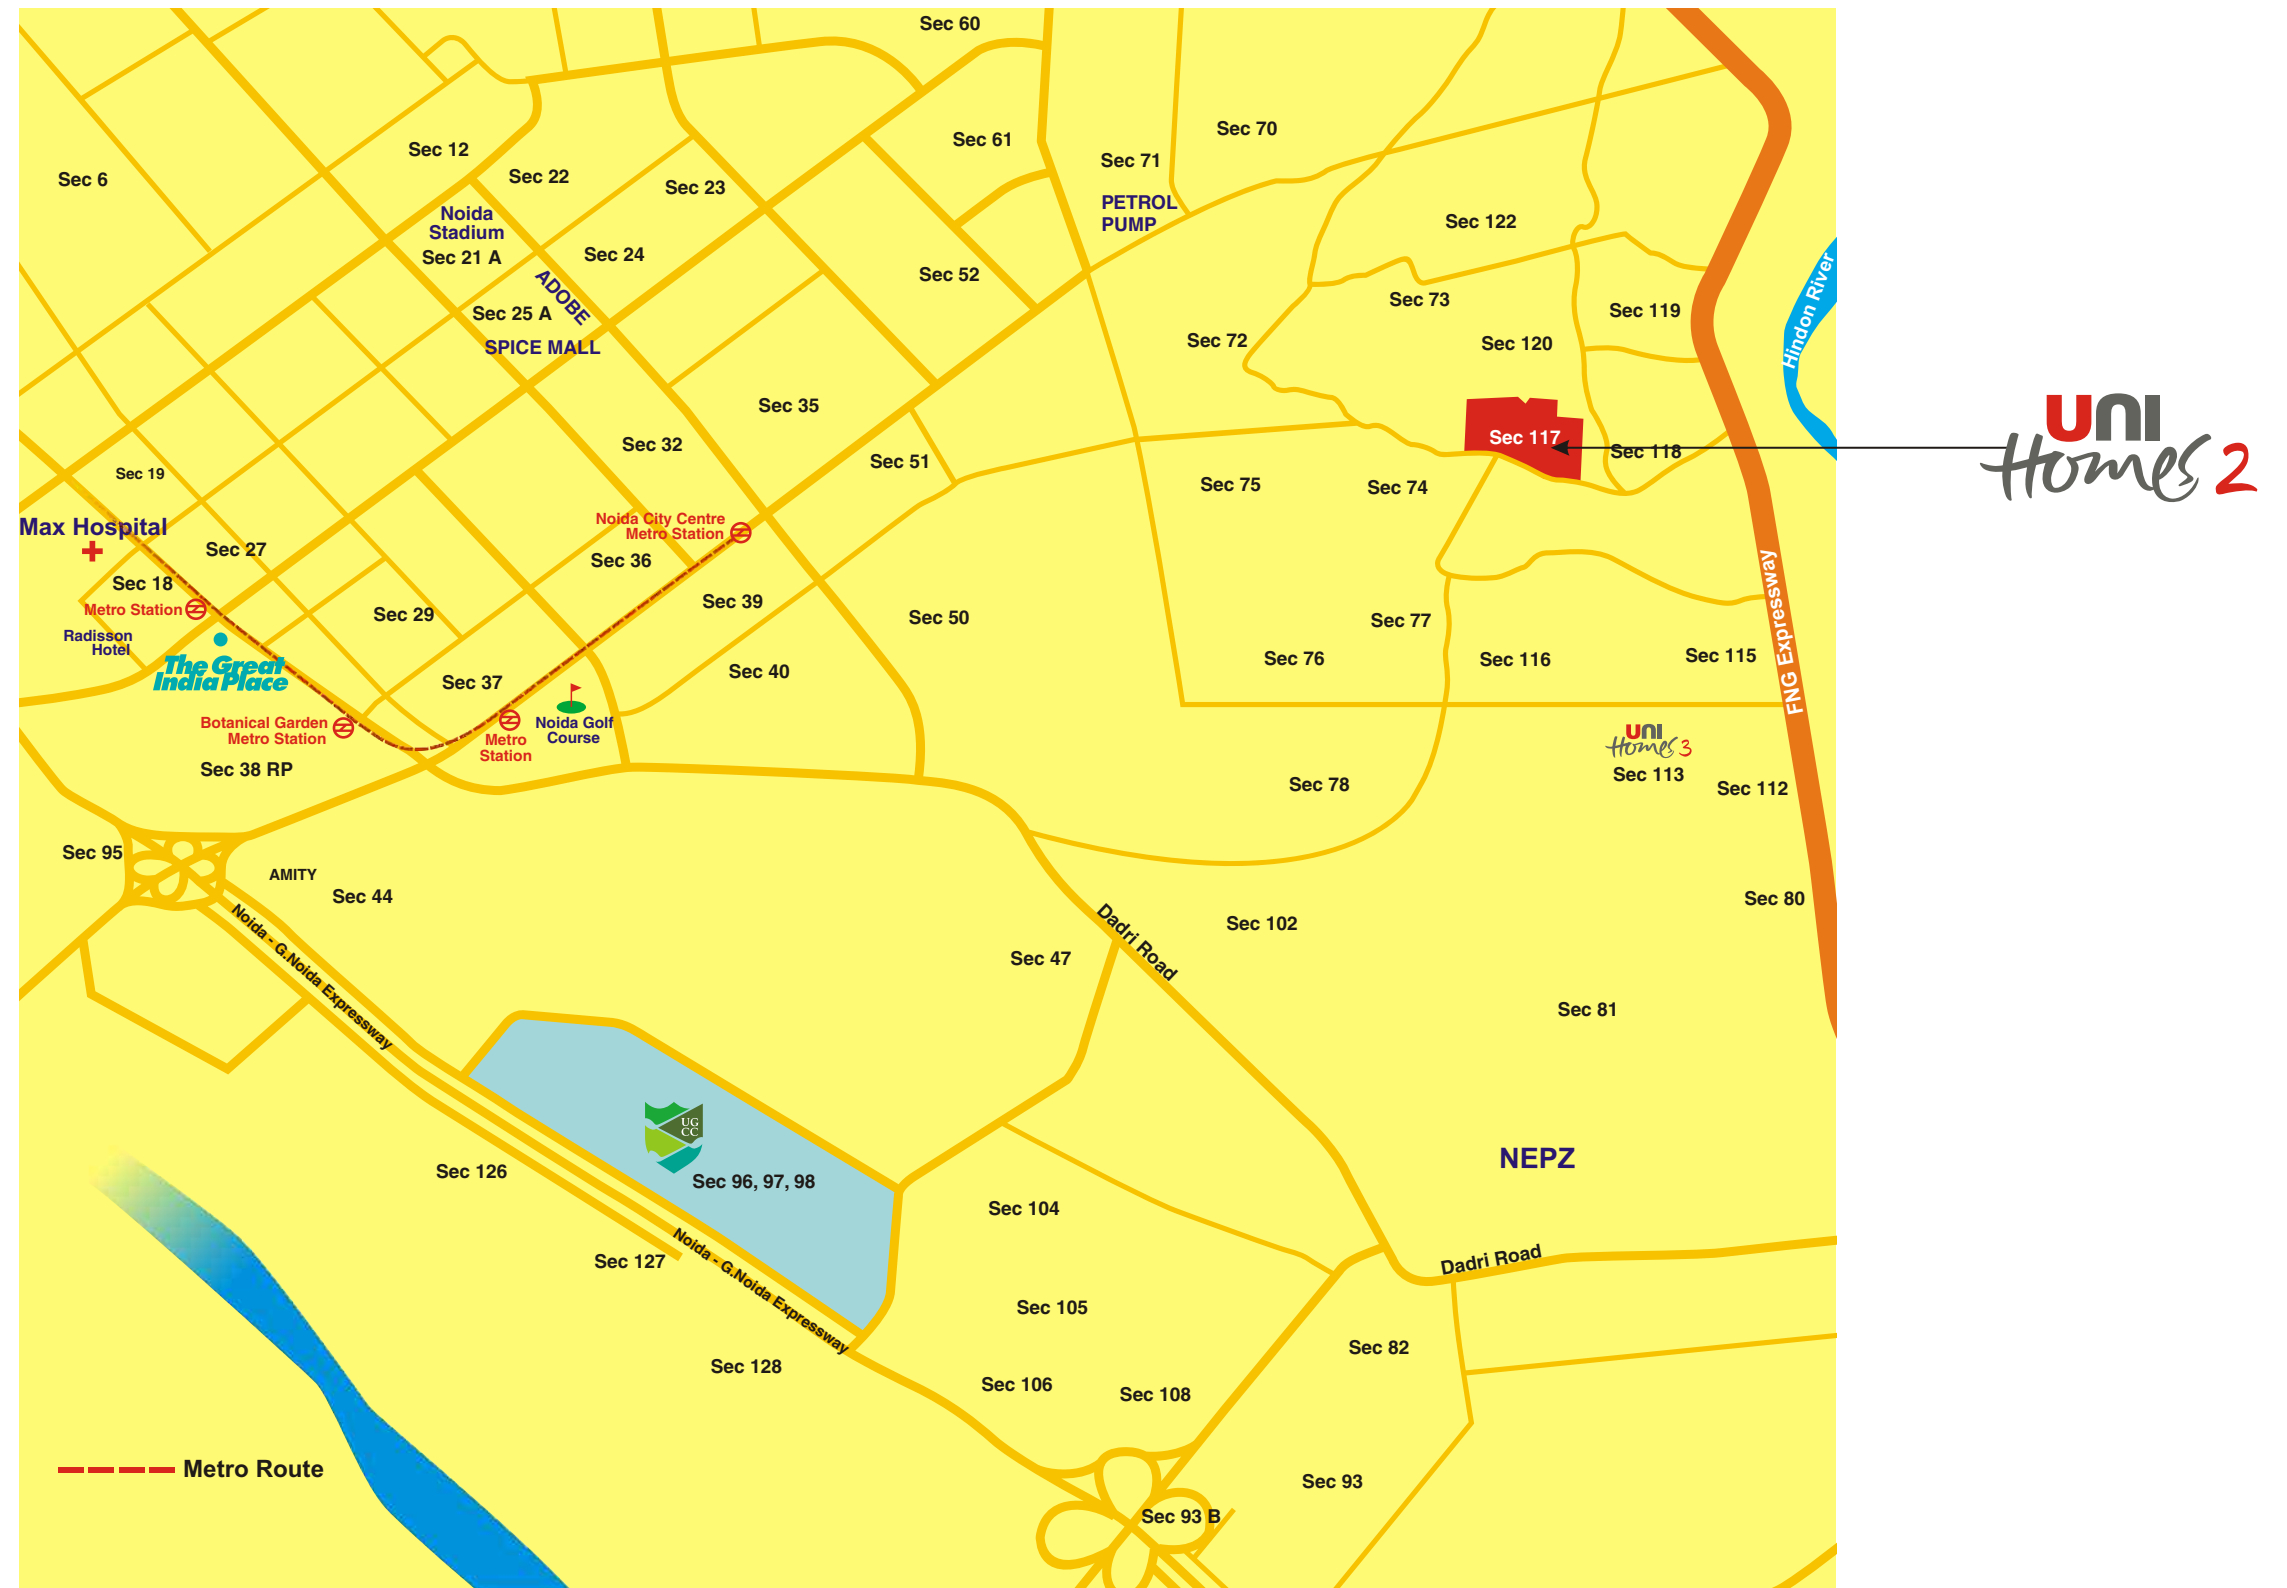 Sec 60
Sec 12
Sec 61
Sec 70
Sec 71
Sec 6
Sec 22
Sec 23
PETROL
PUMP
Noida
Stadium
Sec 21 A
Sec 24
Sec 122
ADOBE
Sec 52
Sec 25 A
SPICE MALL
Sec 73
Sec 119
Hindon River
Sec 72
Sec 120
Sec 35
UNI
Homes 2
Sec 32
Sec 117
Sec 118
Sec 51
Sec 19
Sec 75
Sec 74
Max Hospital
Noida City Centre
Metro Station
Sec 27
Sec 36
Sec 18
Metro Station
Sec 39
Sec 29
Sec 50
Sec 77
FNG Expressway
Radisson
Hotel
The Great
India Place
Sec 40
Sec 76
Sec 116
Sec 115
Sec 37
Botanical Garden
Metro Station
Metro
Station
Noida Golf
Course
UNI
Homes 3
Sec 38 RP
Sec 78
Sec 113
Sec 112
Sec 95
AMITY
Sec 44
Sec 80
Noida - G.Noida Expressway
Dadri Road
Sec 102
Sec 47
Sec 81
UG
CC
Sec 96, 97, 98
Sec 126
NEPZ
Sec 104
Sec 127
Noida - G.Noida Expressway
Dadri Road
Sec 105
Sec 82
Sec 128
Sec 106
Sec 108
Metro Route
Sec 93
Sec 93 B